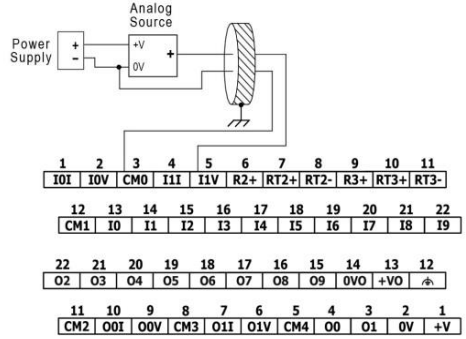 Analog
Source
Power
Supply
+
-
+V
0V
+
1 2 3 4 5 6 7 8 9 10 11
I0I I0V CM0 I1I I1V R2+ RT2+ RT2- R3+ RT3+ RT3-
12 13 14 15 16 17 18 19 20 21 22
CM1 I0 I1 I2 I3 I4 I5 I6 I7 I8 I9
22 21 20 19 18 17 16 15 14 13 12
O2 O3 O4 O5 O6 O7 O8 O9 0VO +VO
11 10 9 8 7 6 5 4 3 2 1
CM2 O0I O0V CM3 O1I O1V CM4 O0 O1 0V +V